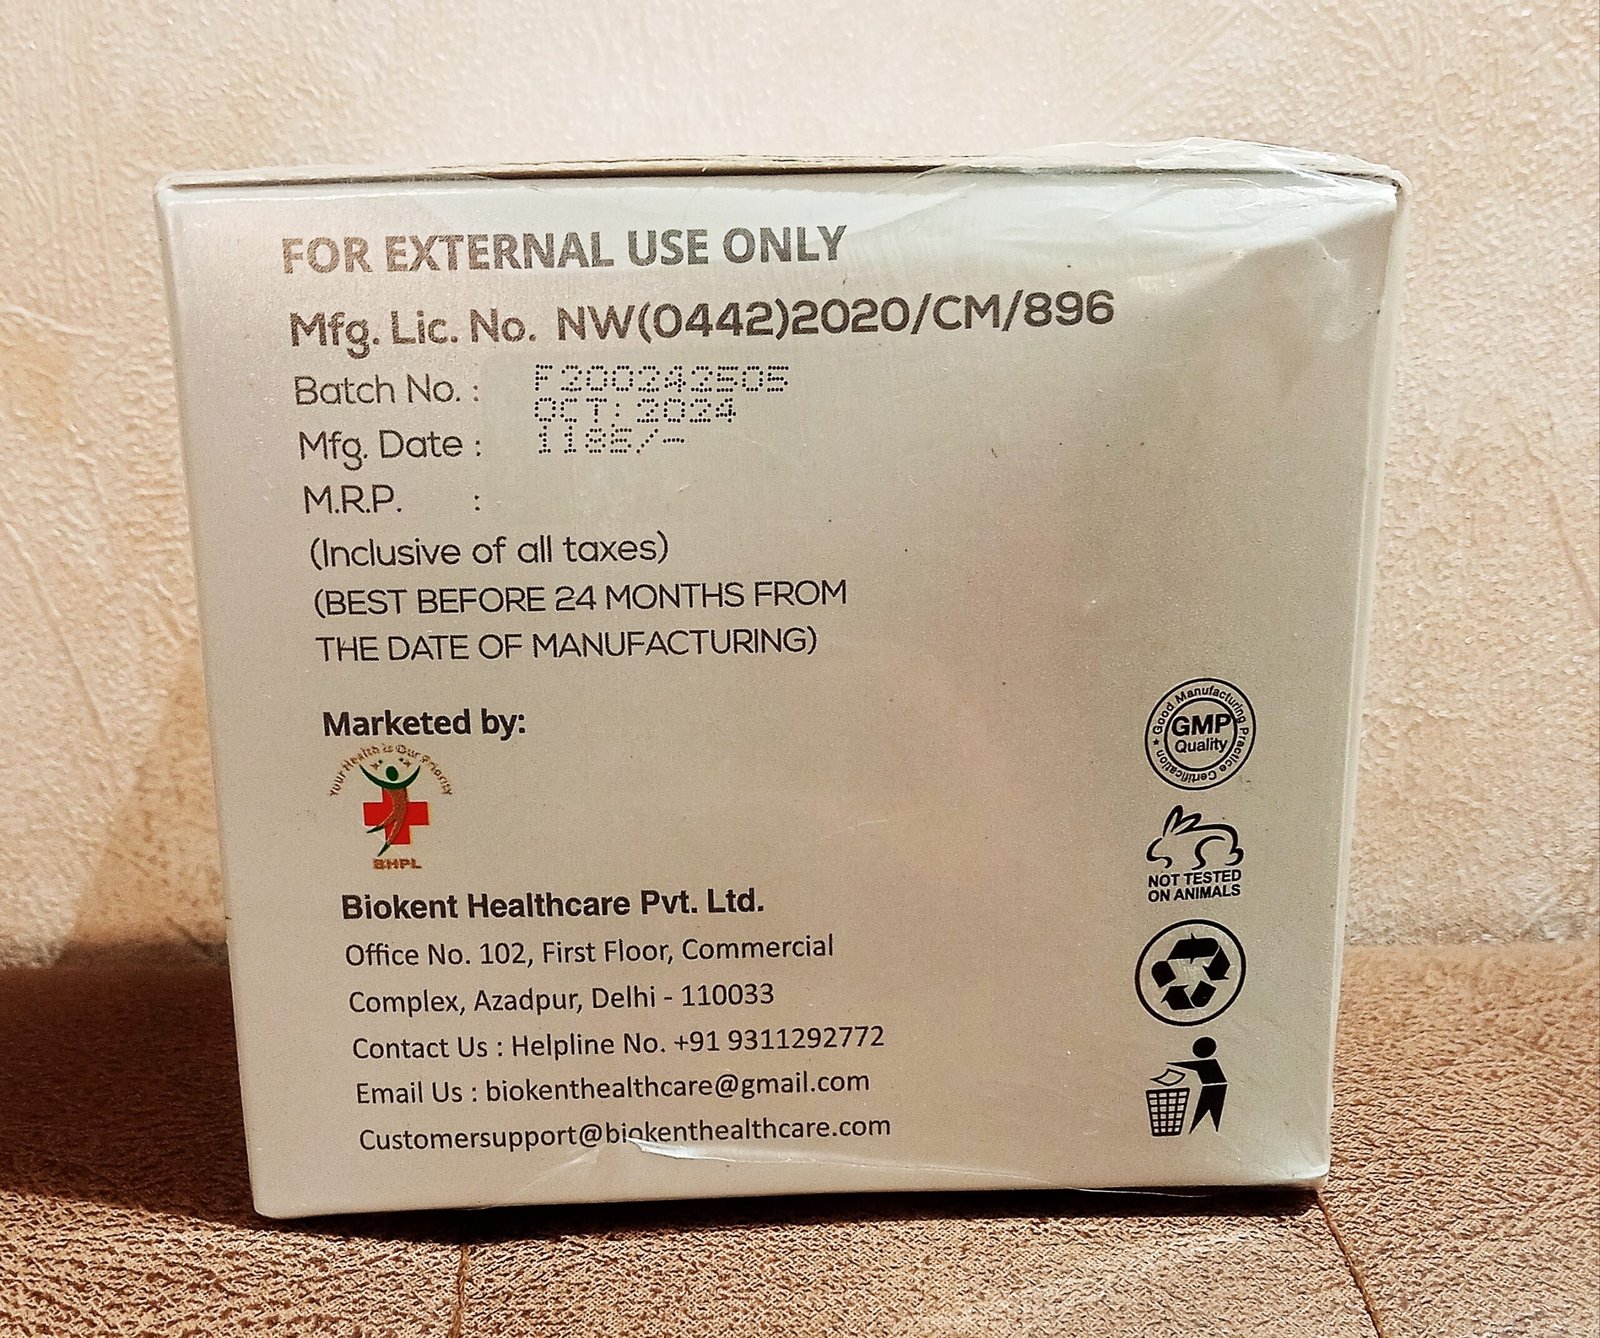 FOR EXTERNAL USE ONLY
Mfg. Lic. No. NW(0442)2020/CM/896
Batch No. : F200242505
OCT: 2024
Mfg. Date : 1185/-
M.R.P. :
(Inclusive of all taxes)
(BEST BEFORE 24 MONTHS FROM
THE DATE OF MANUFACTURING)
Marketed by:
Your Health is Our Priority
BHPL
Biokent Healthcare Pvt. Ltd.
Office No. 102, First Floor, Commercial
Complex, Azadpur, Delhi - 110033
Contact Us : Helpline No. +91 9311292772
Email Us : biokenthealthcare@gmail.com
Customersupport@biokenthealthcare.com
Good Manufacturing Practice Certification
GMP
Quality
NOT TESTED
ON ANIMALS